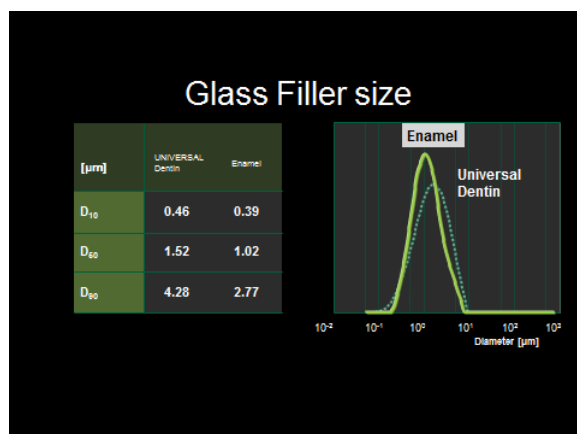 Glass Filler size
[µm] UNIVERSAL Dentin Enamel
D₁₀ 0.46 0.39
D₅₀ 1.52 1.02
D₉₀ 4.28 2.77
Enamel
Universal
Dentin
10⁻² 10⁻¹ 10⁰ 10¹ 10² 10³
Diameter [µm]